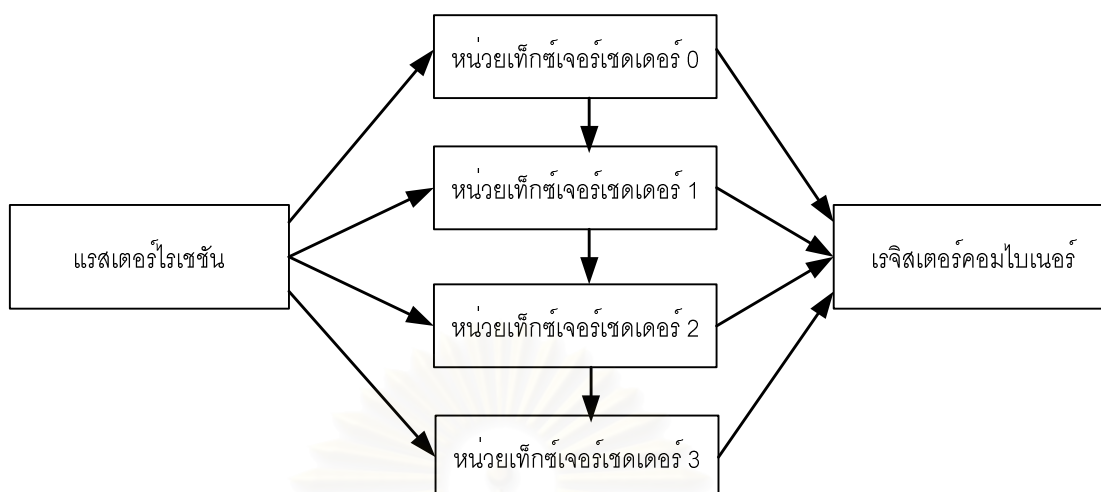 หน่วยเท็กซ์เจอร์เชดเดอร์ 0
หน่วยเท็กซ์เจอร์เชดเดอร์ 1
แรสเตอร์ไรเซชัน
เรจิสเตอร์คอมไบเนอร์
หน่วยเท็กซ์เจอร์เชดเดอร์ 2
หน่วยเท็กซ์เจอร์เชดเดอร์ 3